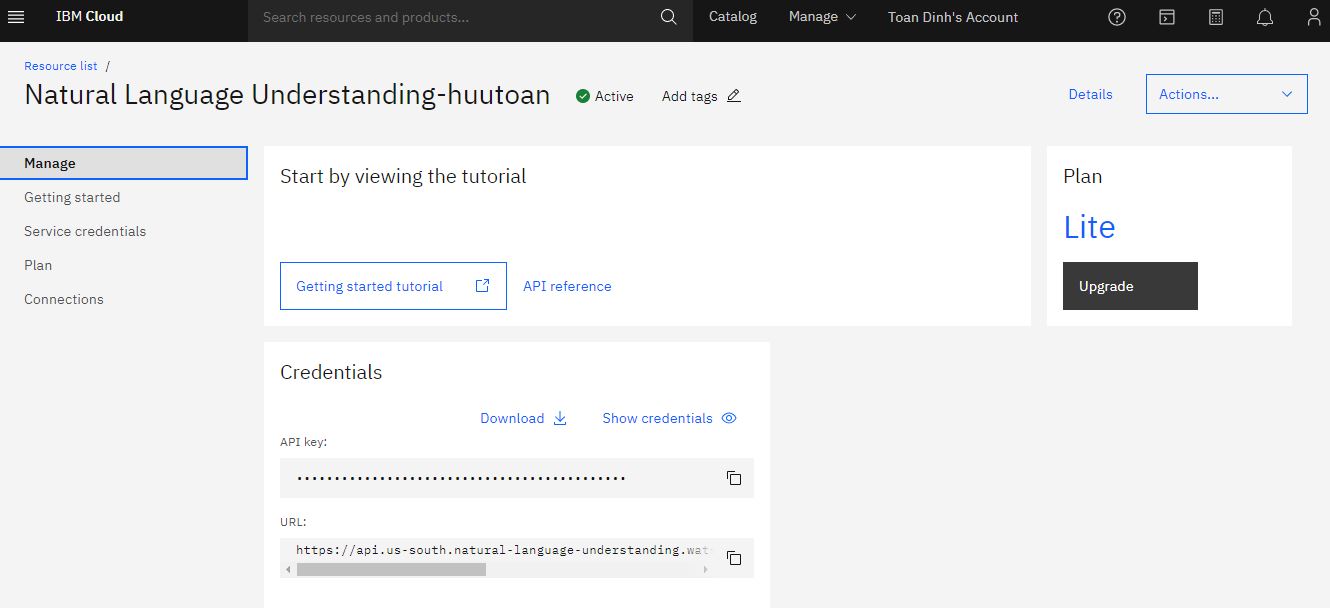 IBM Cloud
Search resources and products...
Catalog
Manage
Toan Dinh's Account
Resource list /
Natural Language Understanding-huutoan
Active
Add tags
Details
Actions...
Manage
Getting started
Service credentials
Plan
Connections
Start by viewing the tutorial
Getting started tutorial
API reference
Plan
Lite
Upgrade
Credentials
Download
Show credentials
API key:
URL:
https://api.us-south.natural-language-understanding.wat